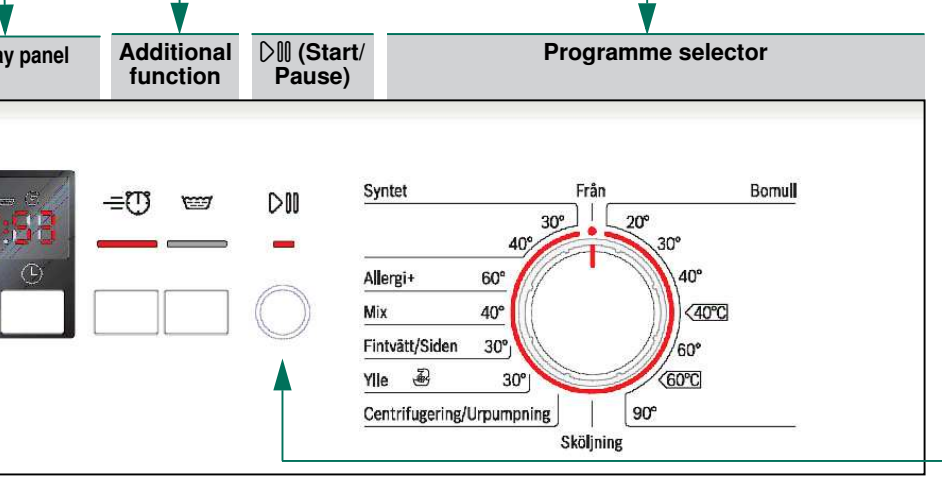 ay panel
Additional
function
(Start/
Pause)
Programme selector
:53
Syntet
Från
Bomull
30°
20°
40°
30°
Allergi+ 60°
40°
Mix 40°
40°C
Fintvätt/Siden 30°
60°
Ylle 30°
60°C
Centrifugering/Urpumpning
90°
Sköljning